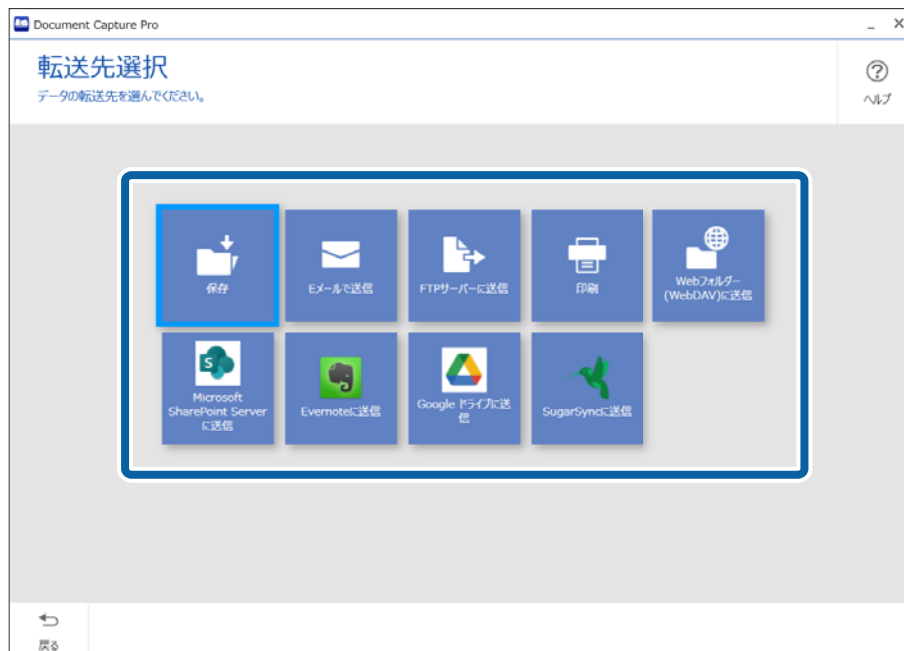 Document Capture Pro
転送先選択
データの転送先を選んでください。
ヘルプ
保存
Eメールで送信
FTPサーバーに送信
印刷
Webフォルダー
(WebDAV)に送信
Microsoft
SharePoint Server
に送信
Evernoteに送信
Google ドライブに送
信
SugarSyncに送信
戻る